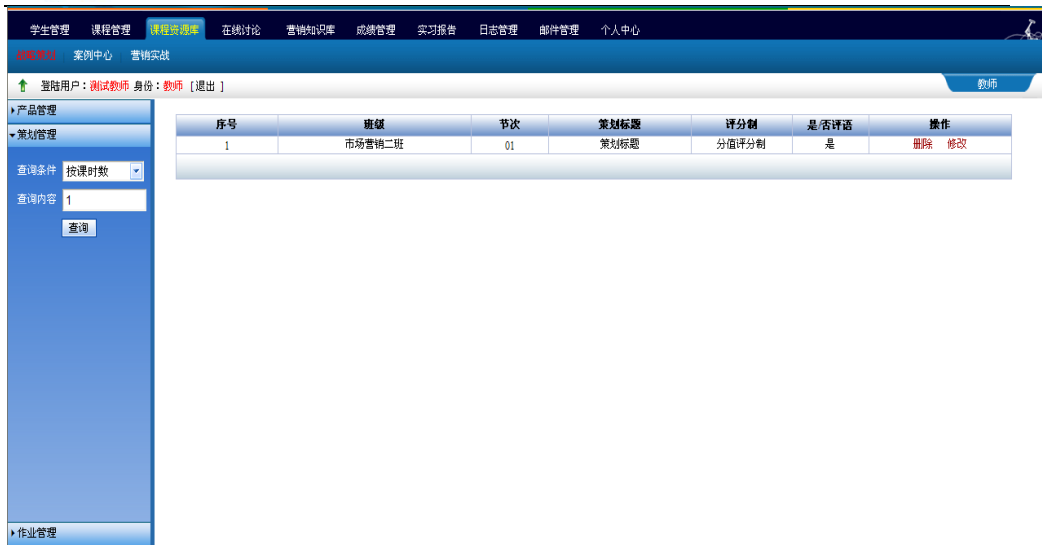 学生管理 课程管理 课程资源库 在线讨论 营销知识库 成绩管理 实习报告 日志管理 邮件管理 个人中心
案例中心 营销实战
登陆用户：测试教师 身份：教师 [退出 ] 教师
产品管理
序号 班级 节次 策划标题 评分制 是/否评语 操作
策划管理
1 市场营销二班 01 策划标题 分值评分制 是 删除 修改
查询条件 按课时数
查询内容 1
查询
作业管理